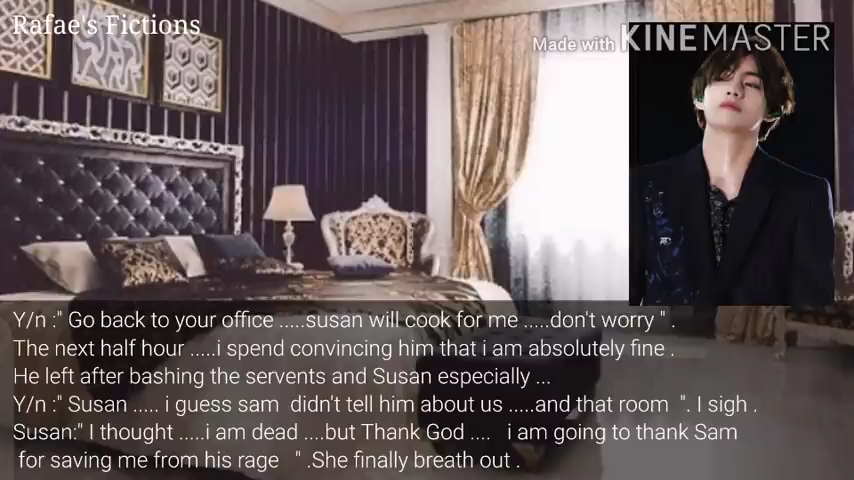 Rafae's Fictions
Made with KINEMASTER
Y/n :" Go back to your office .....susan will cook for me .....don't worry " .
The next half hour .....i spend convincing him that i am absolutely fine .
He left after bashing the servents and Susan especially ...
Y/n :" Susan ..... i guess sam didn't tell him about us .....and that room ". I sigh .
Susan:" I thought .....i am dead ....but Thank God .... i am going to thank Sam
for saving me from his rage " .She finally breath out .